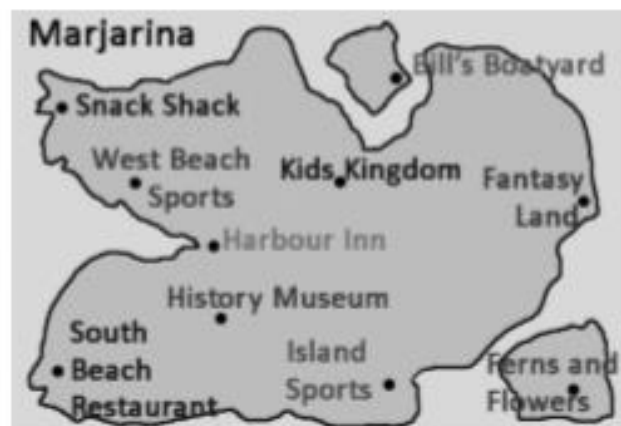 Marjarina
Bill's Boatyard
Snack Shack
West Beach
Sports
Kids Kingdom
Fantasy
Land
Harbour Inn
History Museum
South
Beach
Restaurant
Island
Sports
Ferns and
Flowers